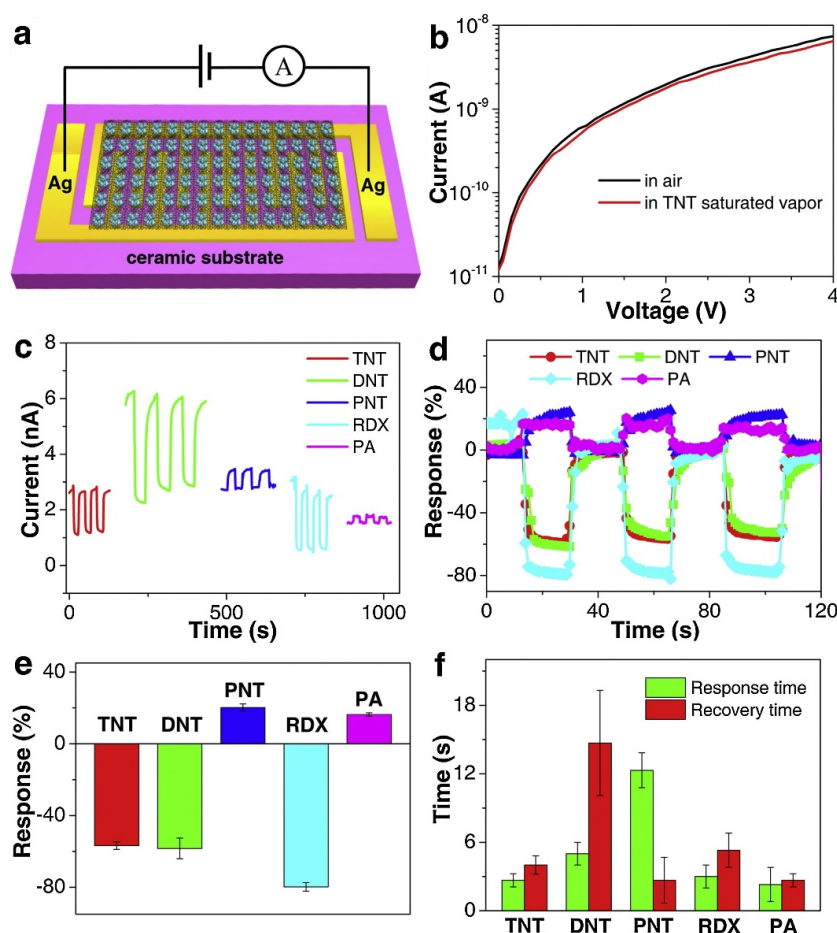 a
A
Ag
Ag
ceramic substrate
b
Current (A)
10⁻⁸
10⁻⁹
10⁻¹⁰
10⁻¹¹
in air
in TNT saturated vapor
0 1 2 3 4
Voltage (V)
c
Current (nA)
8
6
4
2
0
TNT
DNT
PNT
RDX
PA
0 500 1000
Time (s)
d
TNT DNT PNT
RDX PA
Response (%)
40
0
-40
-80
0 40 80 120
Time (s)
e
Response (%)
40
0
-40
-80
TNT DNT PNT RDX PA
f
Time (s)
18
12
6
0
Response time
Recovery time
TNT DNT PNT RDX PA